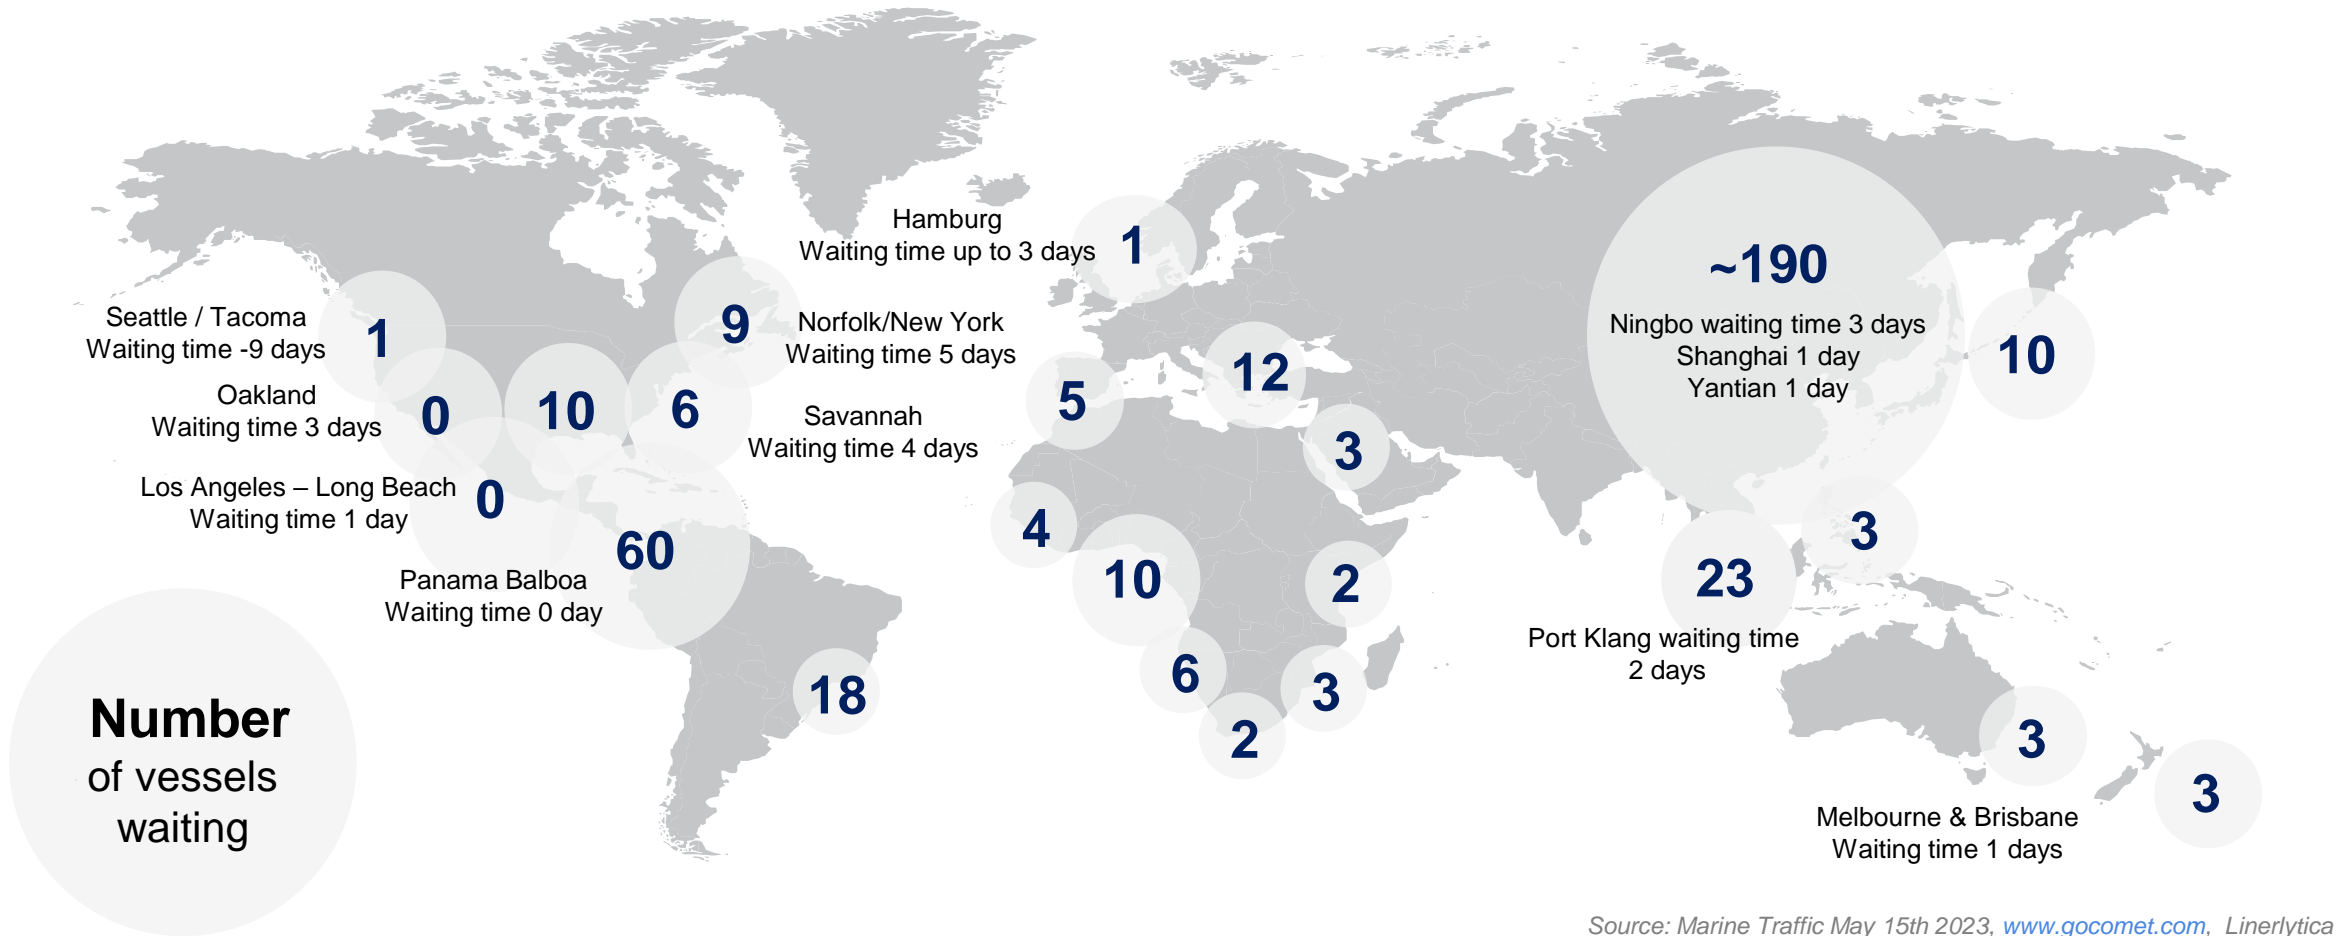 Hamburg
Waiting time up to 3 days
1
~190
Ningbo waiting time 3 days
Shanghai 1 day
Yantian 1 day
10
Seattle / Tacoma
Waiting time -9 days
1
9
Norfolk/New York
Waiting time 5 days
Oakland
Waiting time 3 days
0
10
6
Savannah
Waiting time 4 days
5
12
3
Los Angeles – Long Beach
Waiting time 1 day
0
60
Panama Balboa
Waiting time 0 day
4
10
2
23
3
Port Klang waiting time
2 days
18
6
3
2
3
3
Melbourne & Brisbane
Waiting time 1 days
Number
of vessels
waiting
Source: Marine Traffic May 15th 2023, www.gocomet.com, Linerlytica